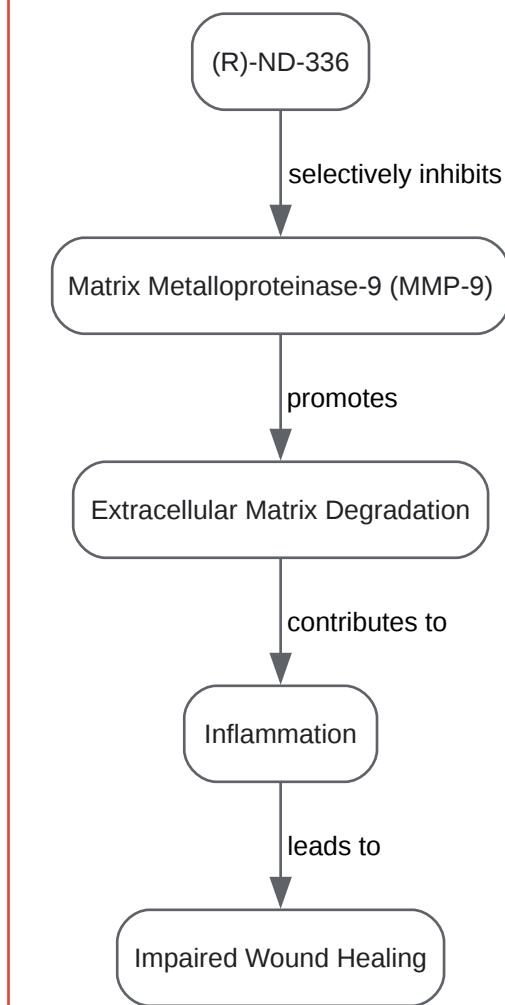 (R)-ND-336
selectively inhibits
Matrix Metalloproteinase-9 (MMP-9)
promotes
Extracellular Matrix Degradation
contributes to
Inflammation
leads to
Impaired Wound Healing